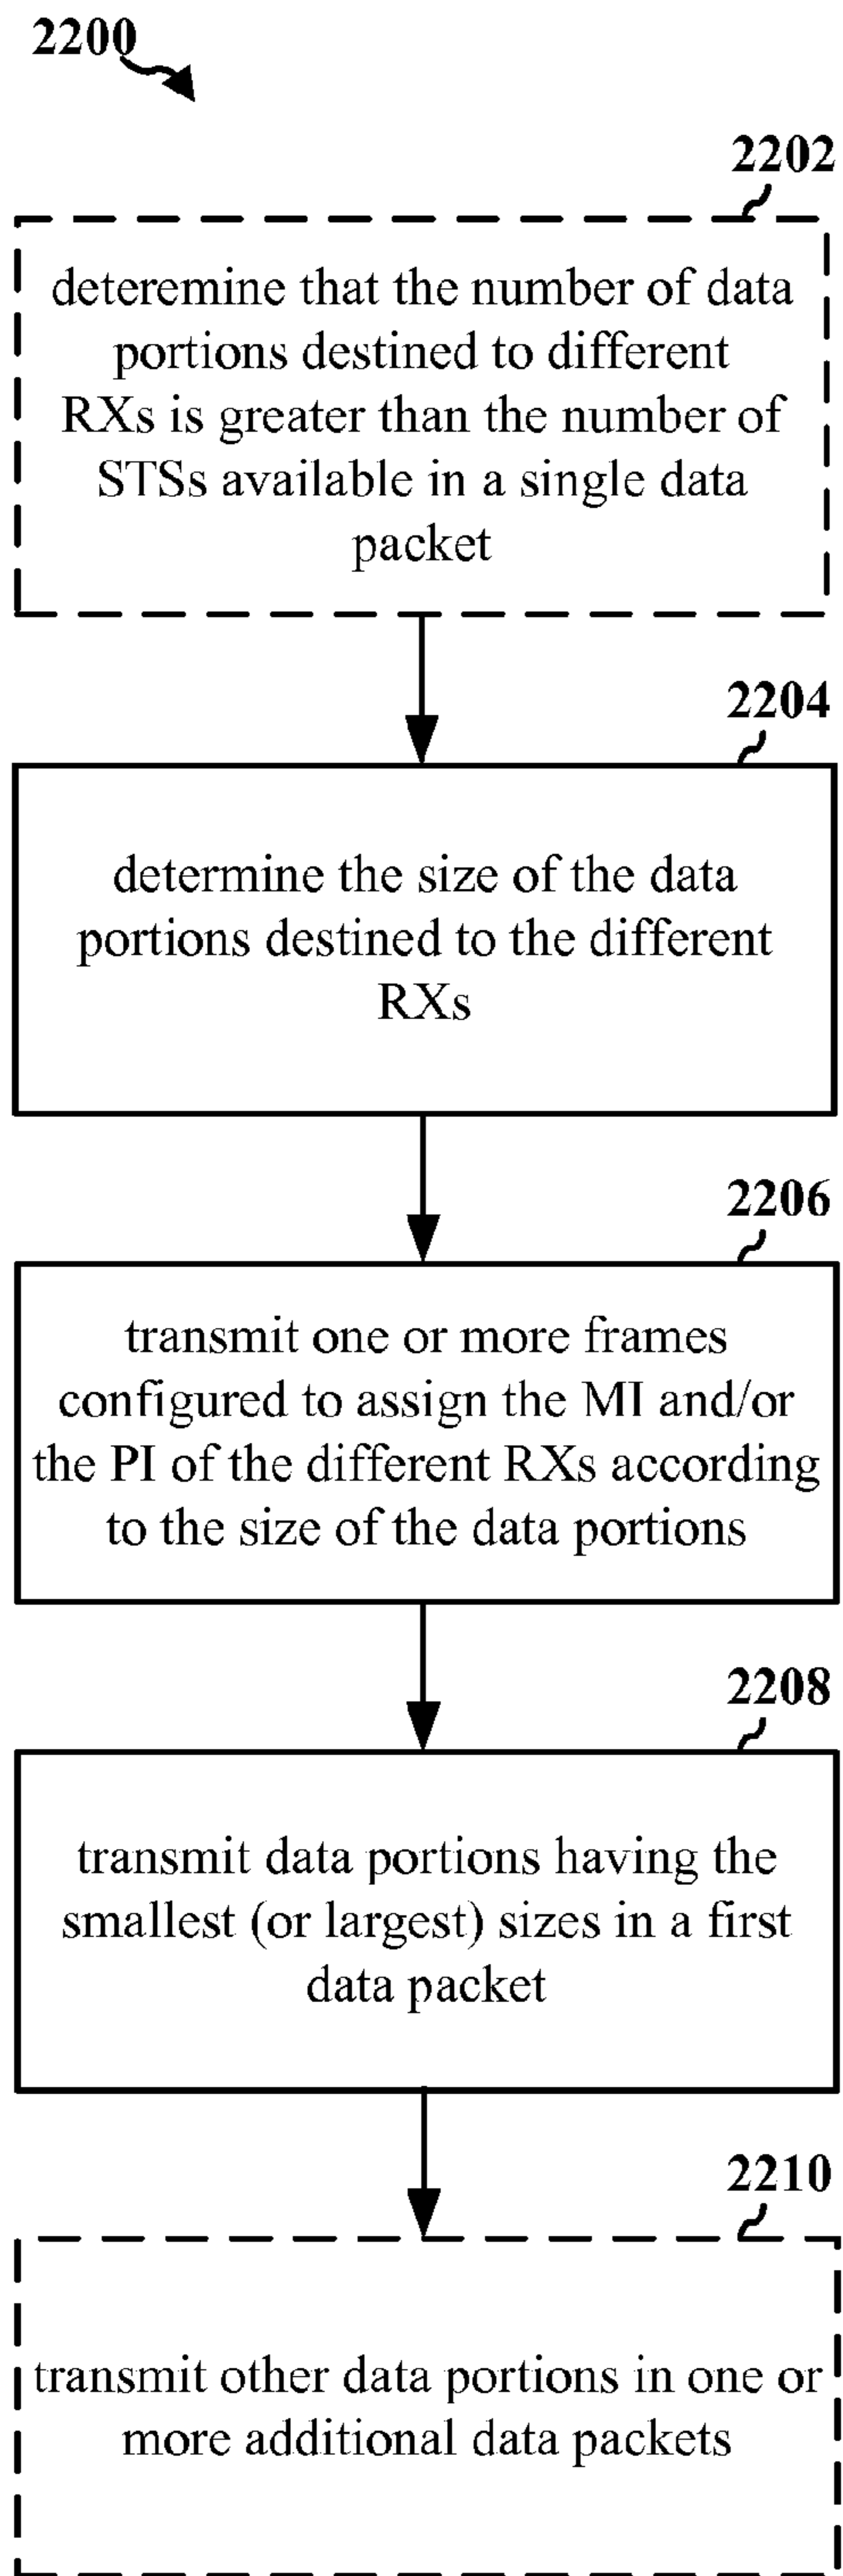 2200
2202
deteremine that the number of data
portions destined to different
RXs is greater than the number of
STSs available in a single data
packet
2204
determine the size of the data
portions destined to the different
RXs
2206
transmit one or more frames
configured to assign the MI and/or
the PI of the different RXs according
to the size of the data portions
2208
transmit data portions having the
smallest (or largest) sizes in a first
data packet
2210
transmit other data portions in one or
more additional data packets